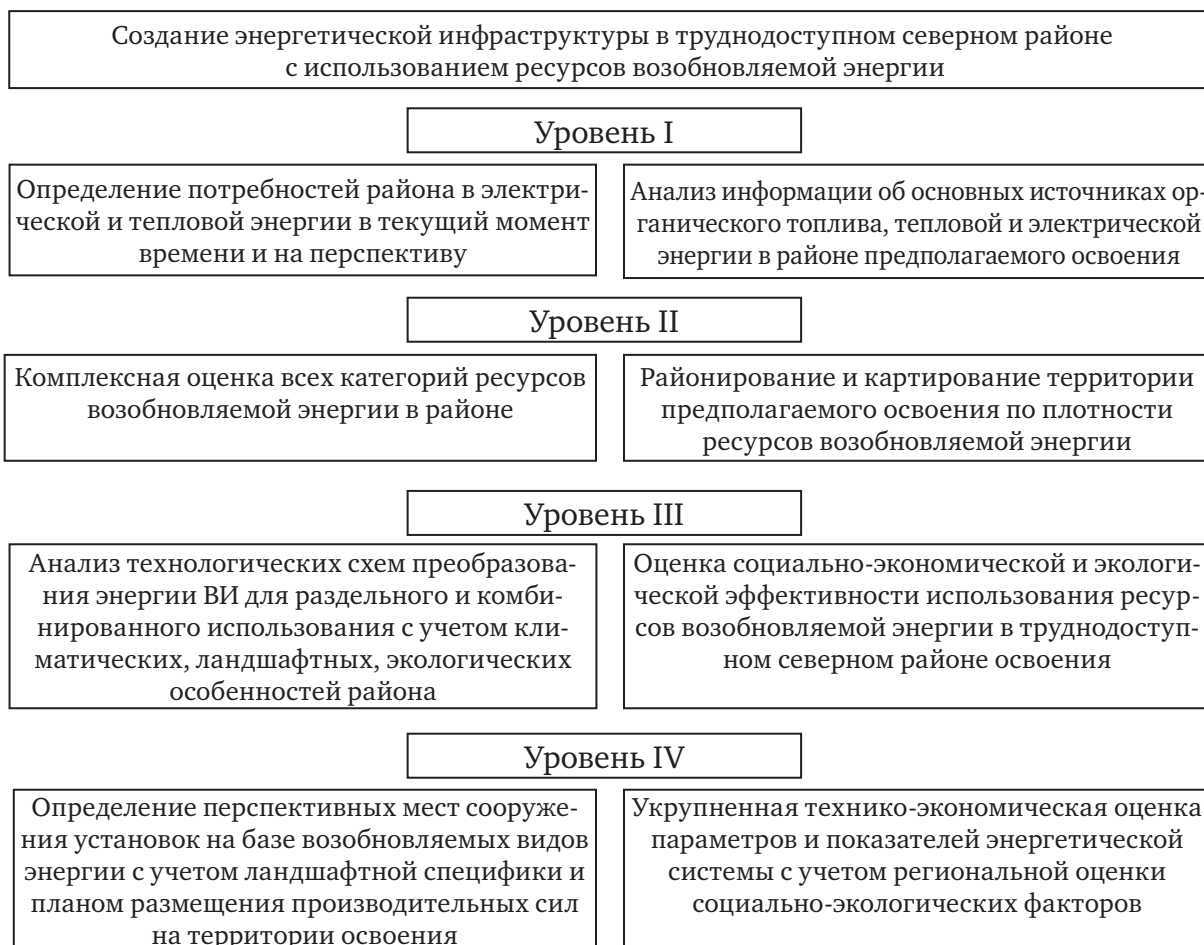 Создание энергетической инфраструктуры в труднодоступном северном районе
с использованием ресурсов возобновляемой энергии
Уровень I
Определение потребностей района в электри-
ческой и тепловой энергии в текущий момент
времени и на перспективу
Анализ информации об основных источниках ор-
ганического топлива, тепловой и электрической
энергии в районе предполагаемого освоения
Уровень II
Комплексная оценка всех категорий ресурсов
возобновляемой энергии в районе
Районирование и картирование территории
предполагаемого освоения по плотности
ресурсов возобновляемой энергии
Уровень III
Анализ технологических схем преобразова-
ния энергии ВИ для раздельного и комби-
нированного использования с учетом кли-
матических, ландшафтных, экологических
особенностей района
Оценка социально-экономической и экологи-
ческой эффективности использования ресур-
сов возобновляемой энергии в труднодоступ-
ном северном районе освоения
Уровень IV
Определение перспективных мест сооруже-
ния установок на базе возобновляемых видов
энергии с учетом ландшафтной специфики и
планом размещения производительных сил
на территории освоения
Укрупненная технико-экономическая оценка
параметров и показателей энергетической
системы с учетом региональной оценки
социально-экологических факторов